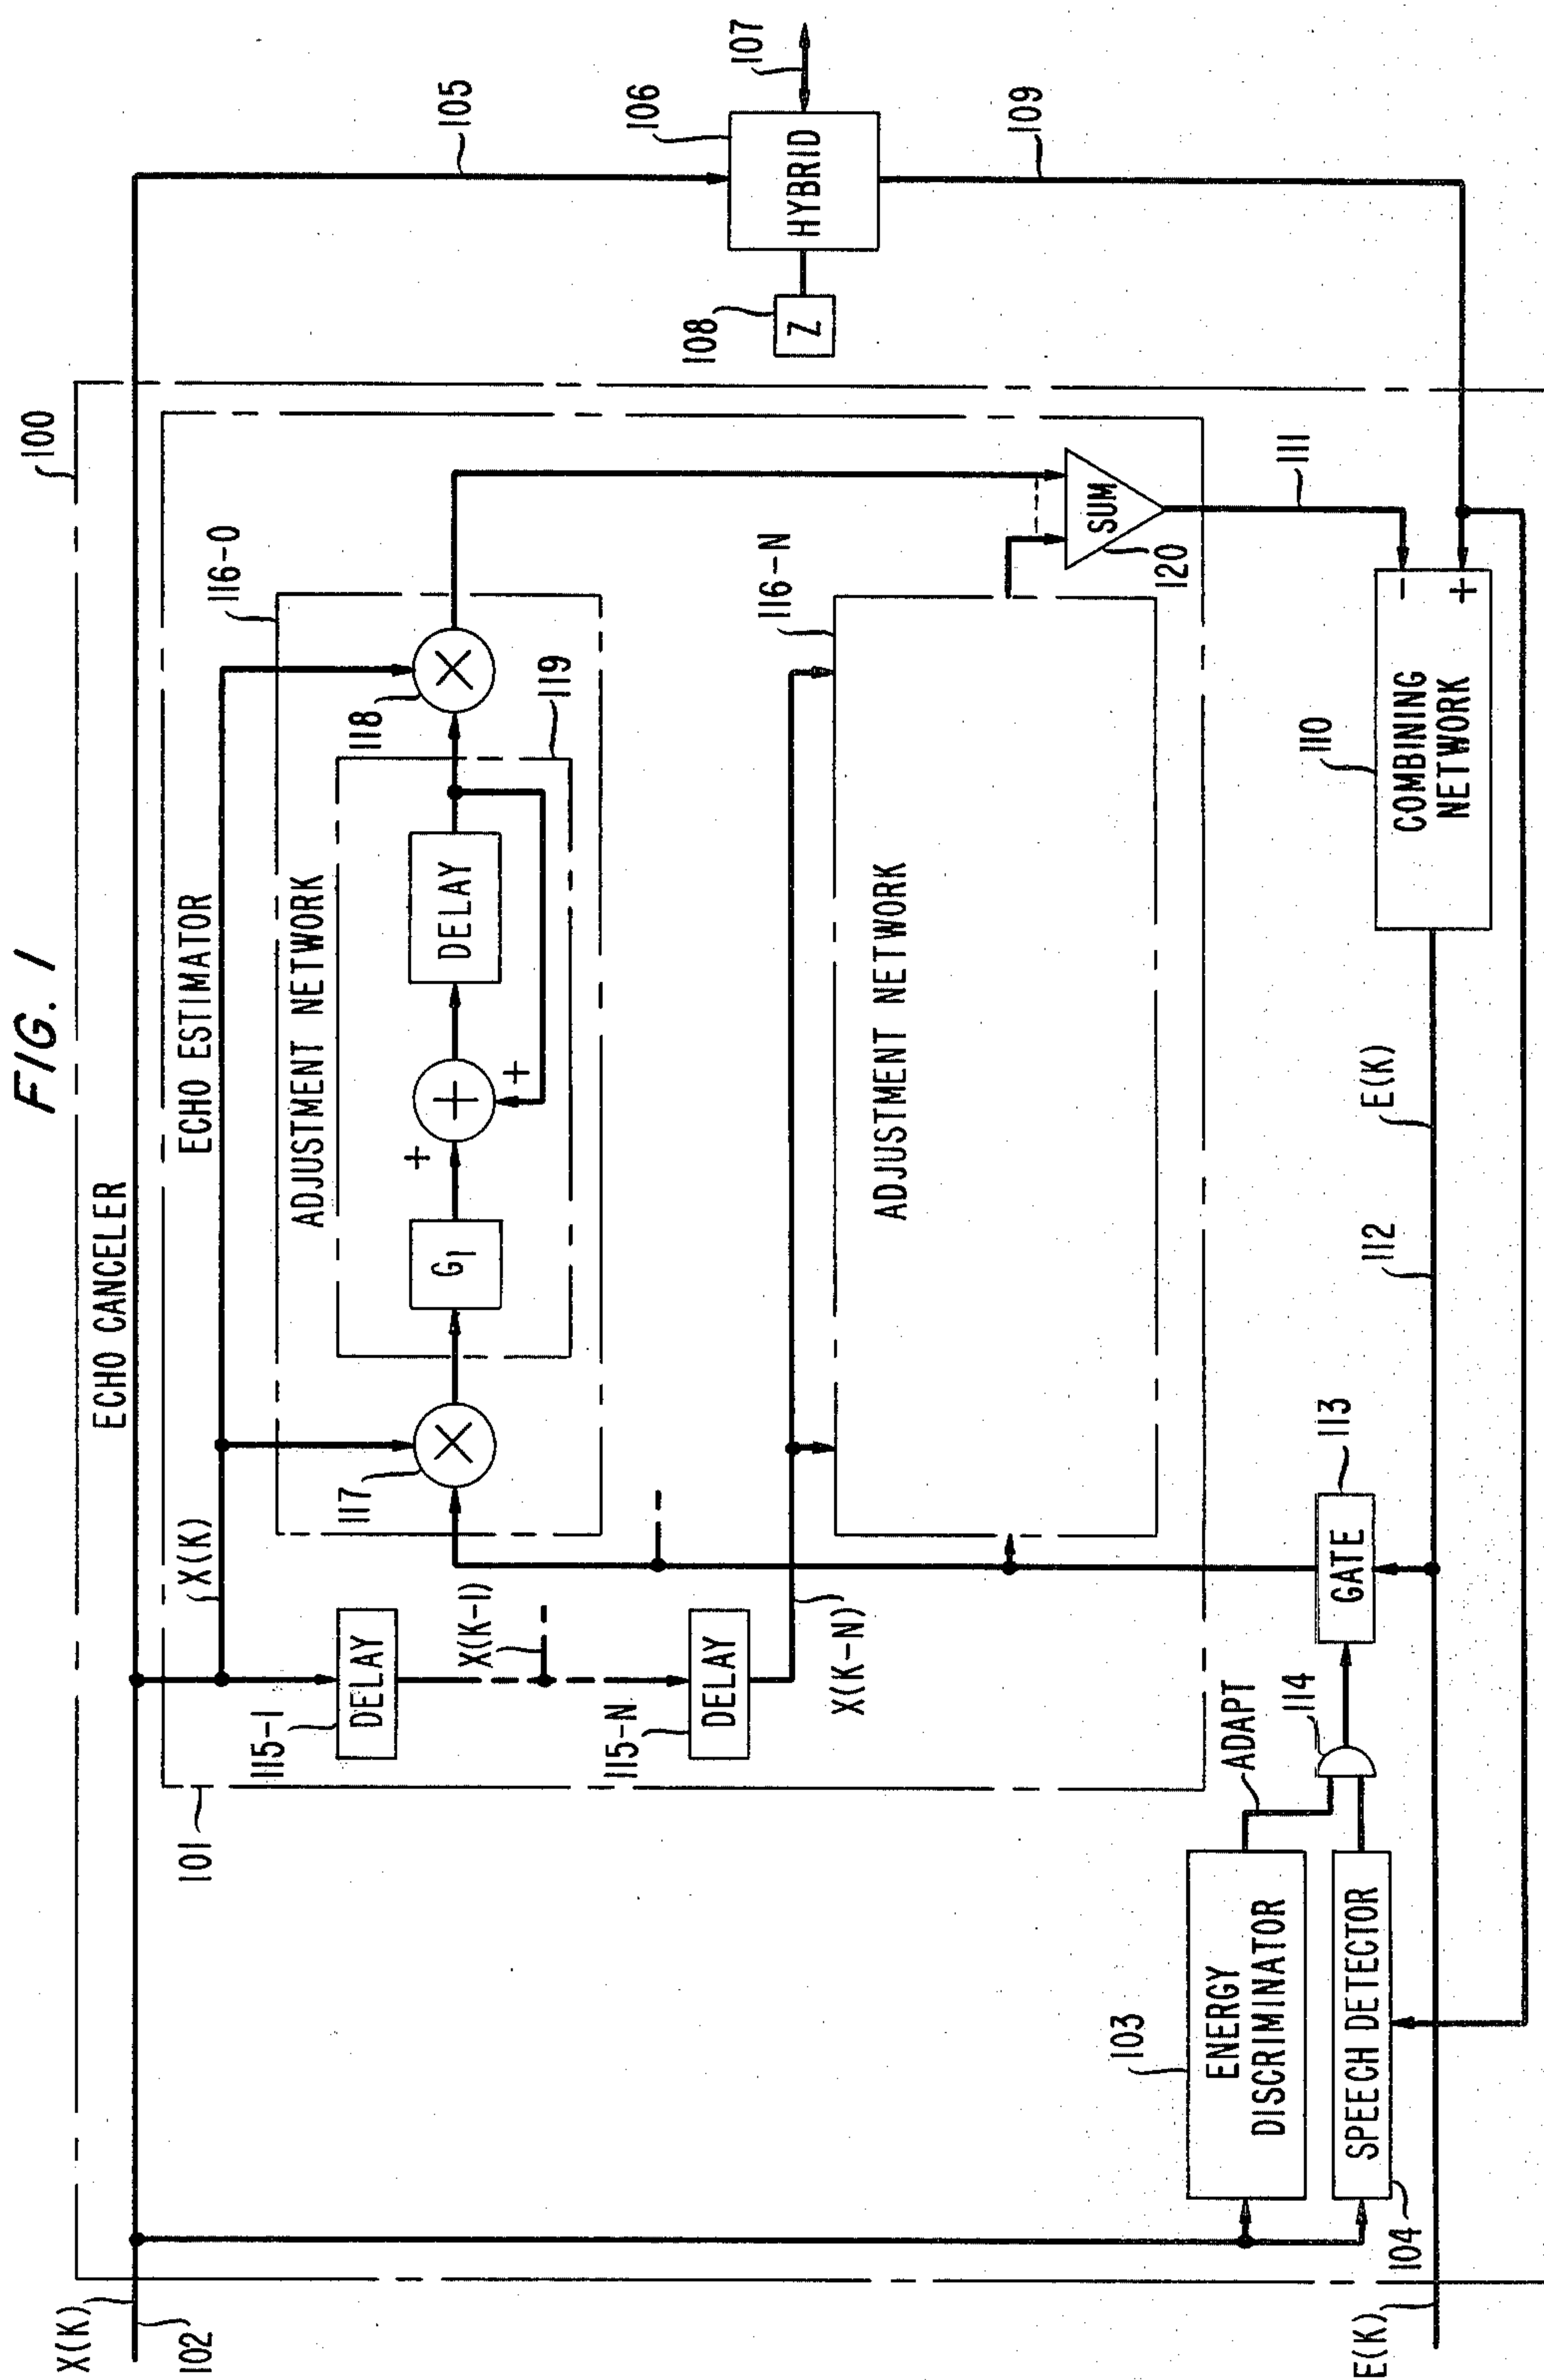 FIG. 1
100
ECHO CANCELER
X(K)
102
101
ECHO ESTIMATOR
X(K)
115-1
DELAY
X(K-1)
115-N
DELAY
X(K-N)
116-0
ADJUSTMENT NETWORK
117
×
G1
+
+
+
DELAY
119
118
×
116-N
ADJUSTMENT NETWORK
SUM
120
111
105
106
HYBRID
107
108
Z
109
103
ENERGY
DISCRIMINATOR
ADAPT
114
104
SPEECH DETECTOR
113
GATE
112
E(K)
110
COMBINING
NETWORK
-
+
E(K)